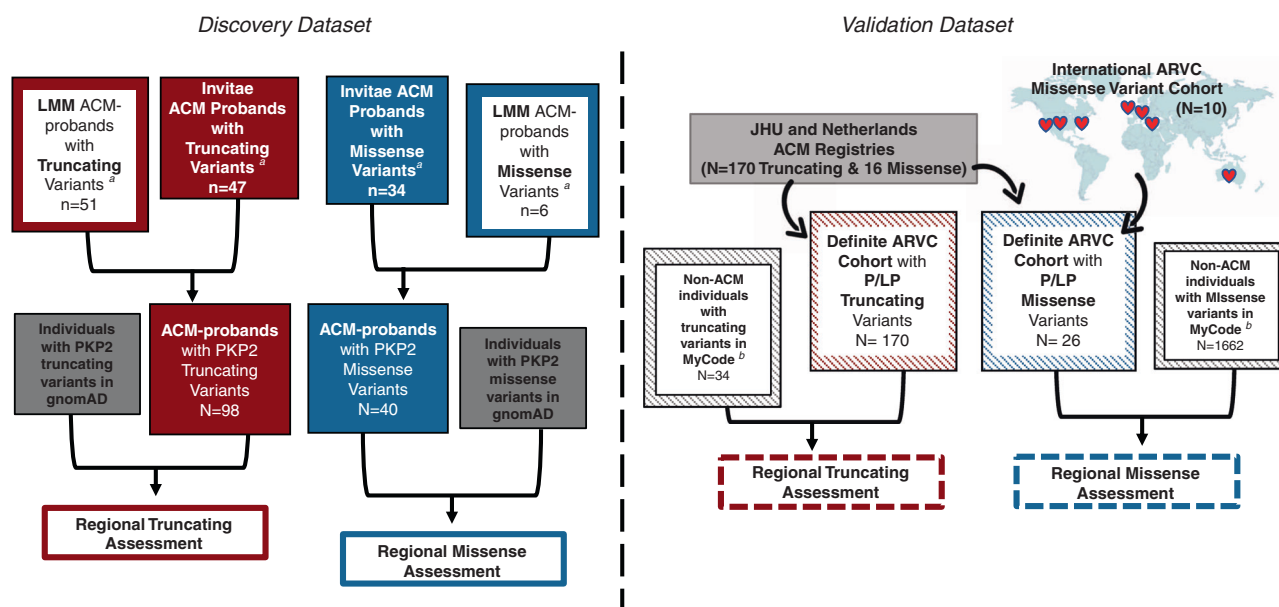 Discovery Dataset
LMM ACM-
probands
with
Truncating
Variants a
n=51
Invitae
ACM Probands
with
Truncating
Variants a
n=47
Invitae ACM
Probands
with
Missense
Variantsa
n=34
LMM ACM-
probands
with
Missense
Variants a
n=6
Individuals
with PKP2
truncating
variants in
gnomAD
ACM-probands
with PKP2
Truncating
Variants
N=98
ACM-probands
with PKP2
Missense
Variants
N=40
Individuals
with PKP2
missense
variants in
gnomAD
Regional Truncating
Assessment
Regional Missense
Assessment
Validation Dataset
International ARVC
Missense Variant Cohort
(N=10)
JHU and Netherlands
ACM Registries
(N=170 Truncating & 16 Missense)
Non-ACM
individuals
with
truncating
variants in
MyCode b
N=34
Definite ARVC
Cohort with
P/LP
Truncating
Variants
N= 170
Definite ARVC
Cohort with
P/LP
Missense
Variants
N= 26
Non-ACM
individuals
with MIssense
variants in
MyCode b
N=1662
Regional Truncating
Assessment
Regional Missense
Assessment